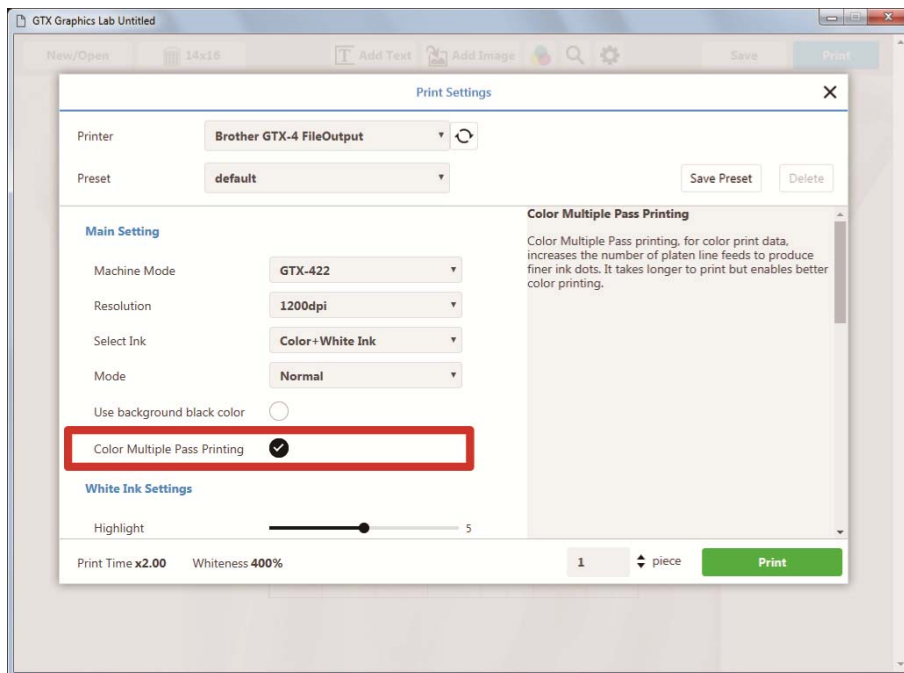 GTX Graphics Lab Untitled
New/Open 14x16 Add Text Add Image Save Print
Print Settings
Printer Brother GTX-4 FileOutput
Preset default Save Preset Delete
Main Setting
Machine Mode GTX-422
Resolution 1200dpi
Select Ink Color+White Ink
Mode Normal
Use background black color
Color Multiple Pass Printing
White Ink Settings
Highlight 5
Color Multiple Pass Printing
Color Multiple Pass printing, for color print data,
increases the number of platen line feeds to produce
finer ink dots. It takes longer to print but enables better
color printing.
Print Time x2.00 Whiteness 400% 1 piece Print